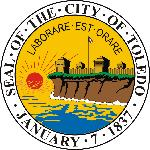 SEAL · OF · THE · CITY · OF · TOLEDO
LABORARE · EST · ORARE
· JANUARY · 7 · 1837 ·